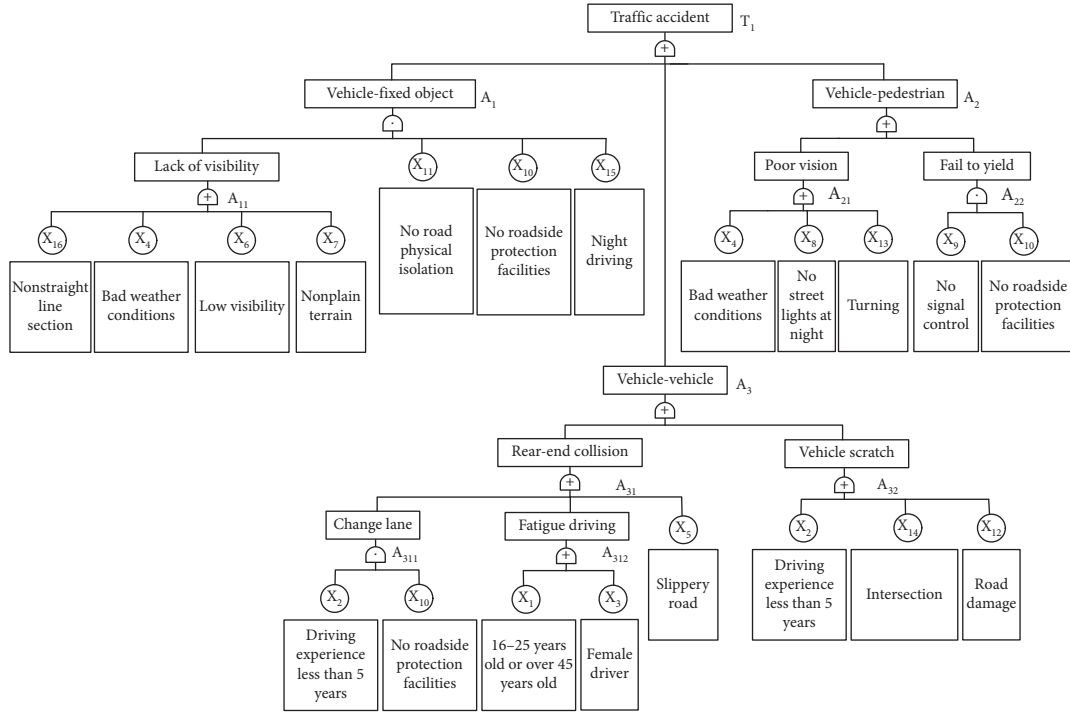 Traffic accident
T1
+
Vehicle-fixed object
A1
·
Vehicle-pedestrian
A2
+
Lack of visibility
A11
+
X11
X10
X15
Poor vision
A21
+
Fail to yield
A22
·
X16
X4
X6
X7
No road
physical
isolation
No roadside
protection
facilities
Night
driving
X4
X8
X13
X9
X10
Nonstraight
line
section
Bad weather
conditions
Low visibility
Nonplain
terrain
Bad weather
conditions
No
street
lights at
night
Turning
No
signal
control
No roadside
protection
facilities
Vehicle-vehicle
A3
+
Rear-end collision
A31
+
Vehicle scratch
A32
+
Change lane
A311
·
Fatigue driving
A312
+
X5
X2
X14
X12
Slippery
road
Driving
experience
less than 5
years
Intersection
Road
damage
X2
X10
X1
X3
Driving
experience
less than 5
years
No roadside
protection
facilities
16–25 years
old or over 45
years old
Female
driver